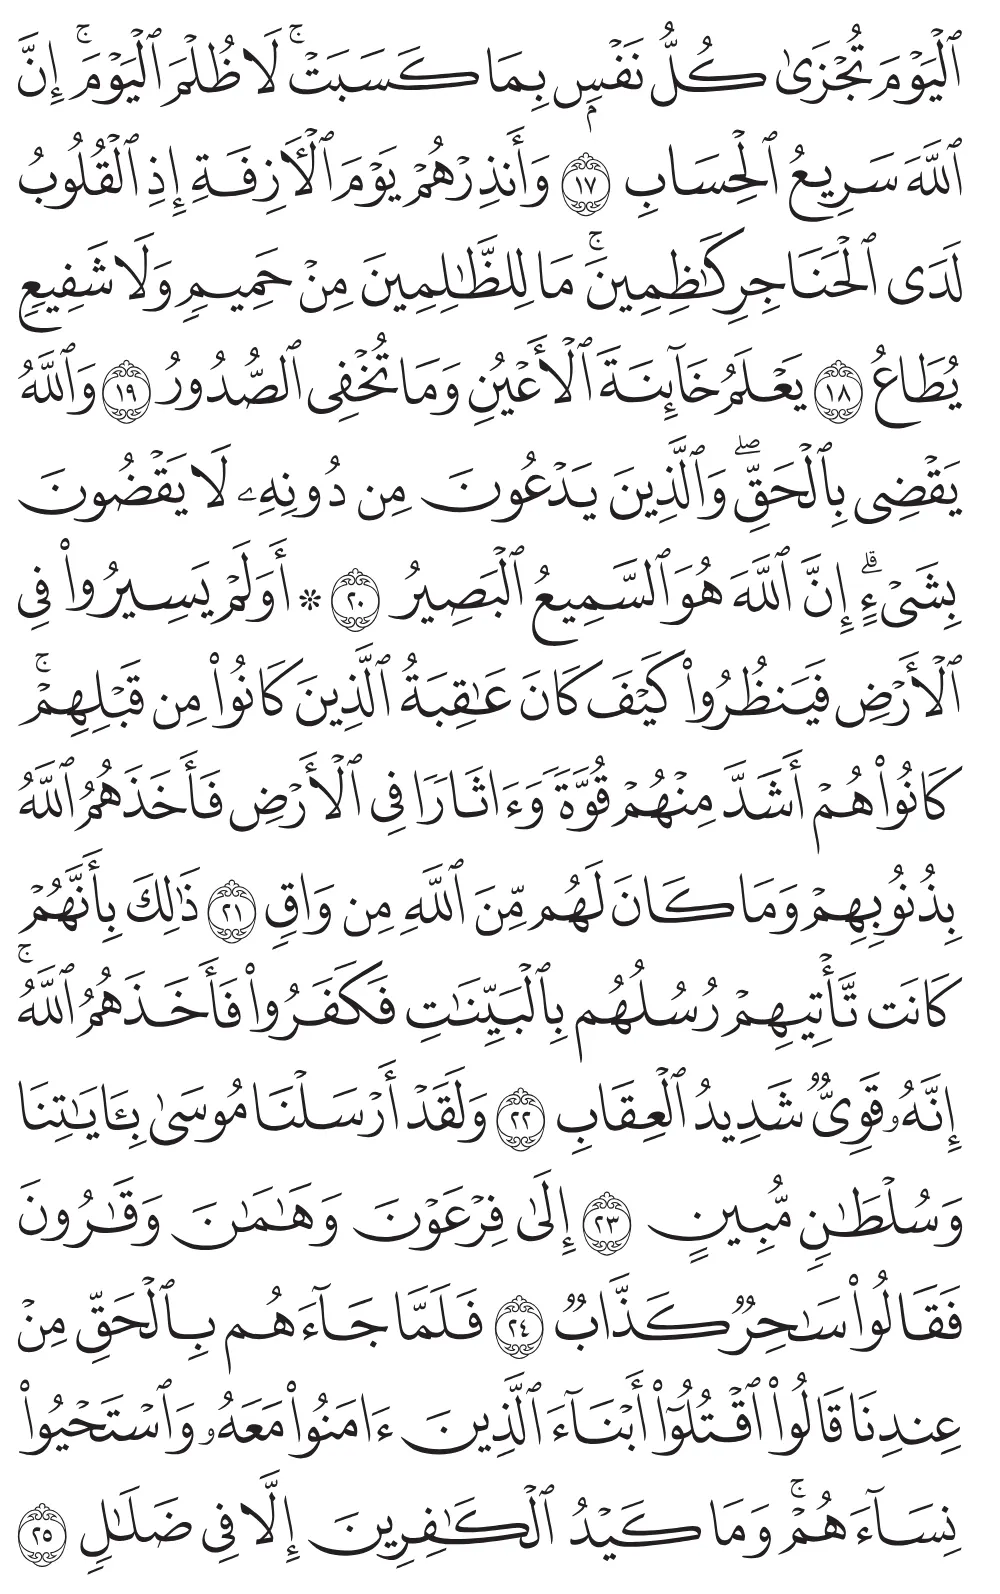 ٱلۡيَوۡمَ تُجۡزَىٰ كُلُّ نَفۡسِۭ بِمَا كَسَبَتۡۚ لَا ظُلۡمَ ٱلۡيَوۡمَۚ إِنَّ
ٱللَّهَ سَرِيعُ ٱلۡحِسَابِ ١٧ وَأَنذِرۡهُمۡ يَوۡمَ ٱلۡأٓزِفَةِ إِذِ ٱلۡقُلُوبُ
لَدَى ٱلۡحَنَاجِرِ كَٰظِمِينَۚ مَا لِلظَّٰلِمِينَ مِنۡ حَمِيمٖ وَلَا شَفِيعٖ
يُطَاعُ ١٨ يَعۡلَمُ خَآئِنَةَ ٱلۡأَعۡيُنِ وَمَا تُخۡفِي ٱلصُّدُورُ ١٩ وَٱللَّهُ
يَقۡضِي بِٱلۡحَقِّۖ وَٱلَّذِينَ يَدۡعُونَ مِن دُونِهِۦ لَا يَقۡضُونَ
بِشَيۡءٍۗ إِنَّ ٱللَّهَ هُوَ ٱلسَّمِيعُ ٱلۡبَصِيرُ ٢٠ ۞ أَوَلَمۡ يَسِيرُواْ فِي
ٱلۡأَرۡضِ فَيَنظُرُواْ كَيۡفَ كَانَ عَٰقِبَةُ ٱلَّذِينَ كَانُواْ مِن قَبۡلِهِمۡۚ
كَانُواْ هُمۡ أَشَدَّ مِنۡهُمۡ قُوَّةٗ وَءَاثَارٗا فِي ٱلۡأَرۡضِ فَأَخَذَهُمُ ٱللَّهُ
بِذُنُوبِهِمۡ وَمَا كَانَ لَهُم مِّنَ ٱللَّهِ مِن وَاقٖ ٢١ ذَٰلِكَ بِأَنَّهُمۡ
كَانَت تَّأۡتِيهِمۡ رُسُلُهُم بِٱلۡبَيِّنَٰتِ فَكَفَرُواْ فَأَخَذَهُمُ ٱللَّهُۚ
إِنَّهُۥ قَوِيّٞ شَدِيدُ ٱلۡعِقَابِ ٢٢ وَلَقَدۡ أَرۡسَلۡنَا مُوسَىٰ بِـَٔايَٰتِنَا
وَسُلۡطَٰنٖ مُّبِينٍ ٢٣ إِلَىٰ فِرۡعَوۡنَ وَهَٰمَٰنَ وَقَٰرُونَ
فَقَالُواْ سَٰحِرٞ كَذَّابٞ ٢٤ فَلَمَّا جَآءَهُم بِٱلۡحَقِّ مِنۡ
عِندِنَا قَالُواْ ٱقۡتُلُوٓاْ أَبۡنَآءَ ٱلَّذِينَ ءَامَنُواْ مَعَهُۥ وَٱسۡتَحۡيُواْ
نِسَآءَهُمۡۚ وَمَا كَيۡدُ ٱلۡكَٰفِرِينَ إِلَّا فِي ضَلَٰلٖ ٢٥